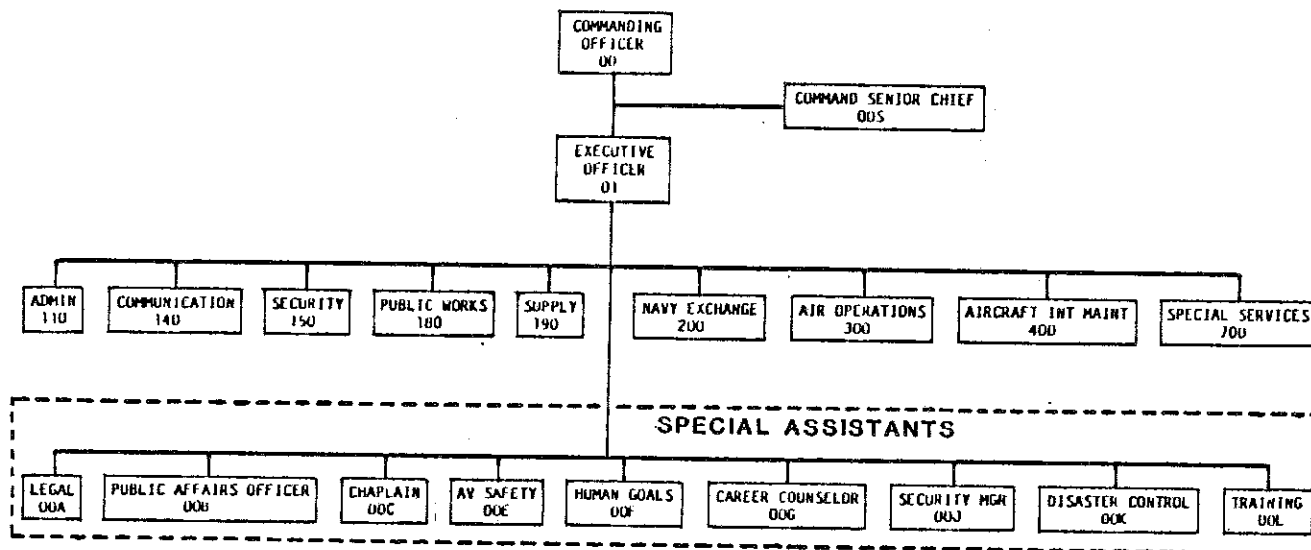 COMMANDING
OFFICER
00
COMMAND SENIOR CHIEF
00S
EXECUTIVE
OFFICER
01
ADMIN
110
COMMUNICATION
140
SECURITY
150
PUBLIC WORKS
180
SUPPLY
190
NAVY EXCHANGE
200
AIR OPERATIONS
300
AIRCRAFT INT MAINT
400
SPECIAL SERVICES
700
SPECIAL ASSISTANTS
LEGAL
00A
PUBLIC AFFAIRS OFFICER
00B
CHAPLAIN
00C
AV SAFETY
00E
HUMAN GOALS
00F
CAREER COUNSELOR
00G
SECURITY MGR
00J
DISASTER CONTROL
00K
TRAINING
00L